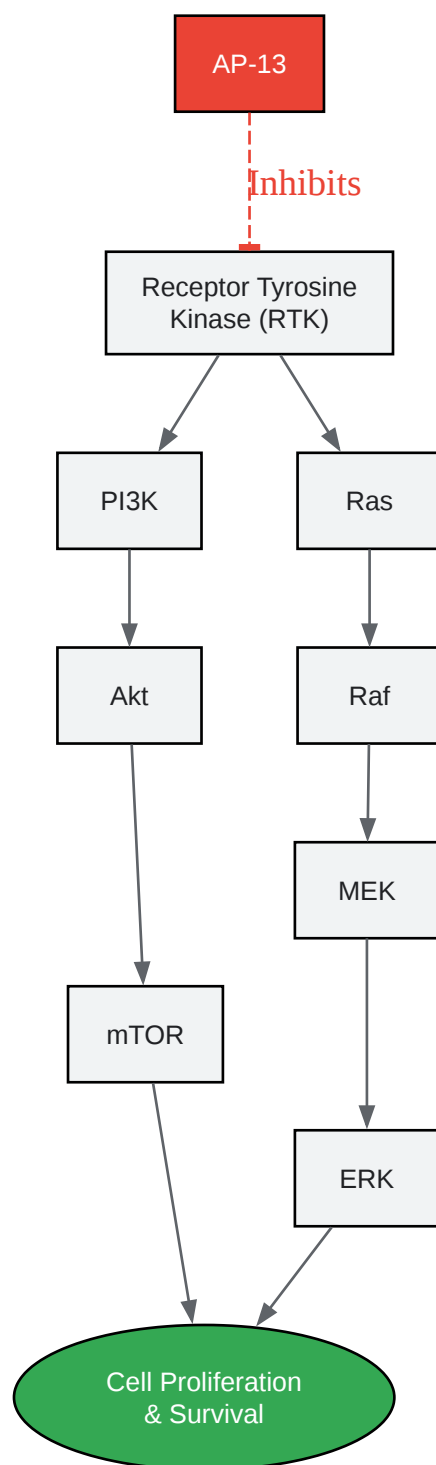 AP-13
Inhibits
Receptor Tyrosine
Kinase (RTK)
PI3K
Ras
Akt
Raf
MEK
mTOR
ERK
Cell Proliferation
& Survival